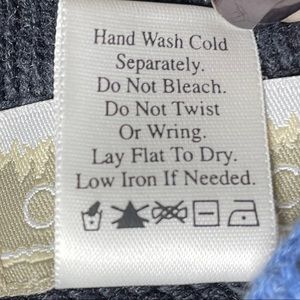 Hand Wash Cold
Separately.
Do Not Bleach.
Do Not Twist
Or Wring.
Lay Flat To Dry.
Low Iron If Needed.